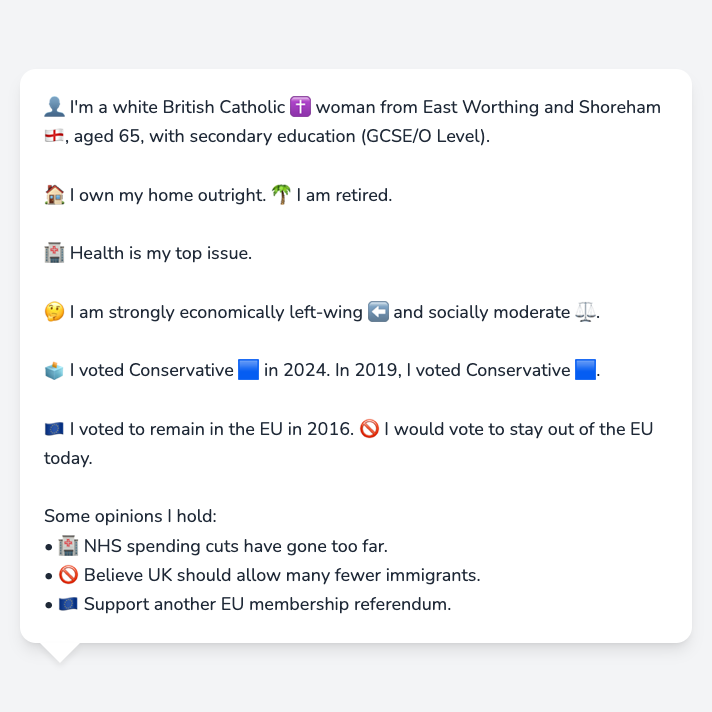 👤 I'm a white British Catholic ✝️ woman from East Worthing and Shoreham
🏴󠁧󠁢󠁥󠁮󠁧󠁿, aged 65, with secondary education (GCSE/O Level).
🏠 I own my home outright. 🌴 I am retired.
🏥 Health is my top issue.
🤔 I am strongly economically left-wing ⬅️ and socially moderate ⚖️.
🗳️ I voted Conservative 🟦 in 2024. In 2019, I voted Conservative 🟦.
🇪🇺 I voted to remain in the EU in 2016. 🚫 I would vote to stay out of the EU
today.
Some opinions I hold:
• 🏥 NHS spending cuts have gone too far.
• 🚫 Believe UK should allow many fewer immigrants.
• 🇪🇺 Support another EU membership referendum.